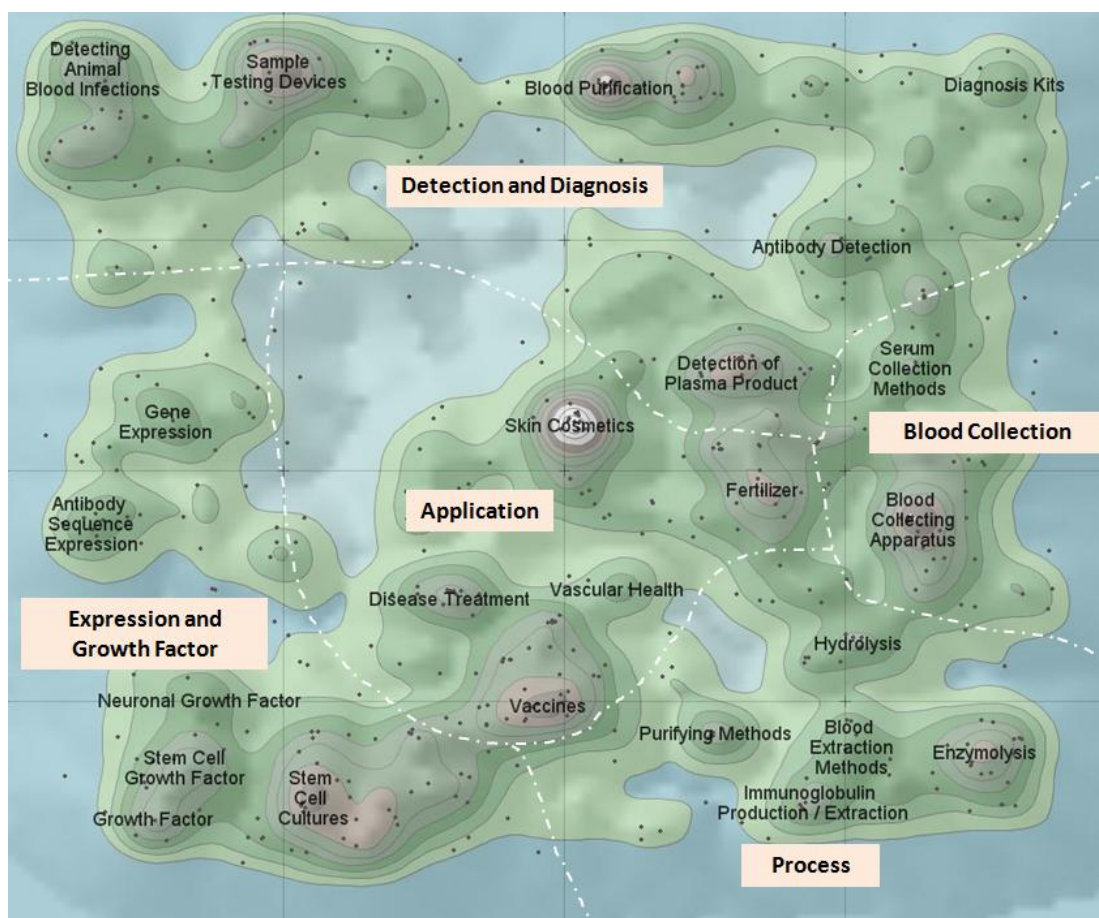 Detecting
Animal
Blood Infections
Sample
Testing Devices
Blood Purification
Diagnosis Kits
Detection and Diagnosis
Antibody Detection
Serum
Collection
Methods
Detection of
Plasma Product
Gene
Expression
Skin Cosmetics
Blood Collection
Fertilizer
Antibody
Sequence
Expression
Application
Blood
Collecting
Apparatus
Disease Treatment
Vascular Health
Expression and
Growth Factor
Hydrolysis
Neuronal Growth Factor
Vaccines
Purifying Methods
Blood
Extraction
Methods
Enzymolysis
Stem Cell
Growth Factor
Stem
Cell
Cultures
Immunoglobulin
Production / Extraction
Growth Factor
Process